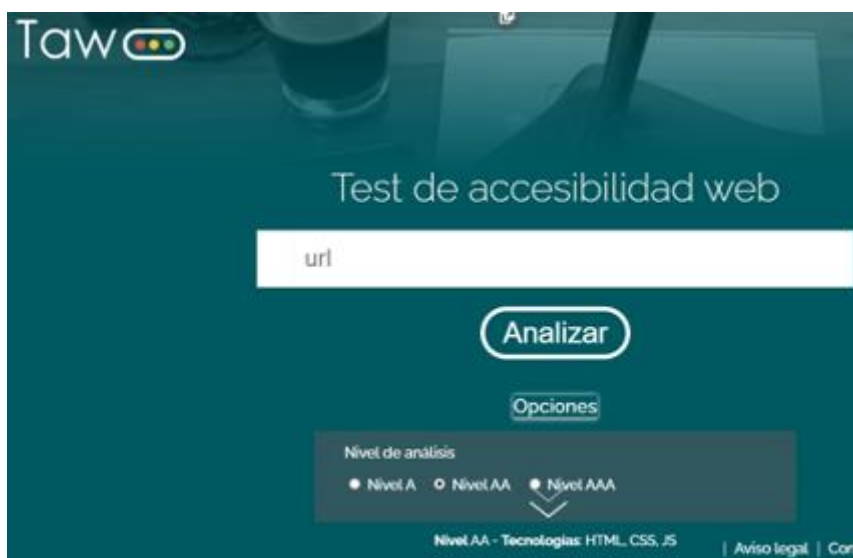 Taw
Test de accesibilidad web
url
Analizar
Opciones
Nivel de análisis
Nivel A Nivel AA Nivel AAA
Nivel AA - Tecnologías: HTML, CSS, JS
| Aviso legal | Con